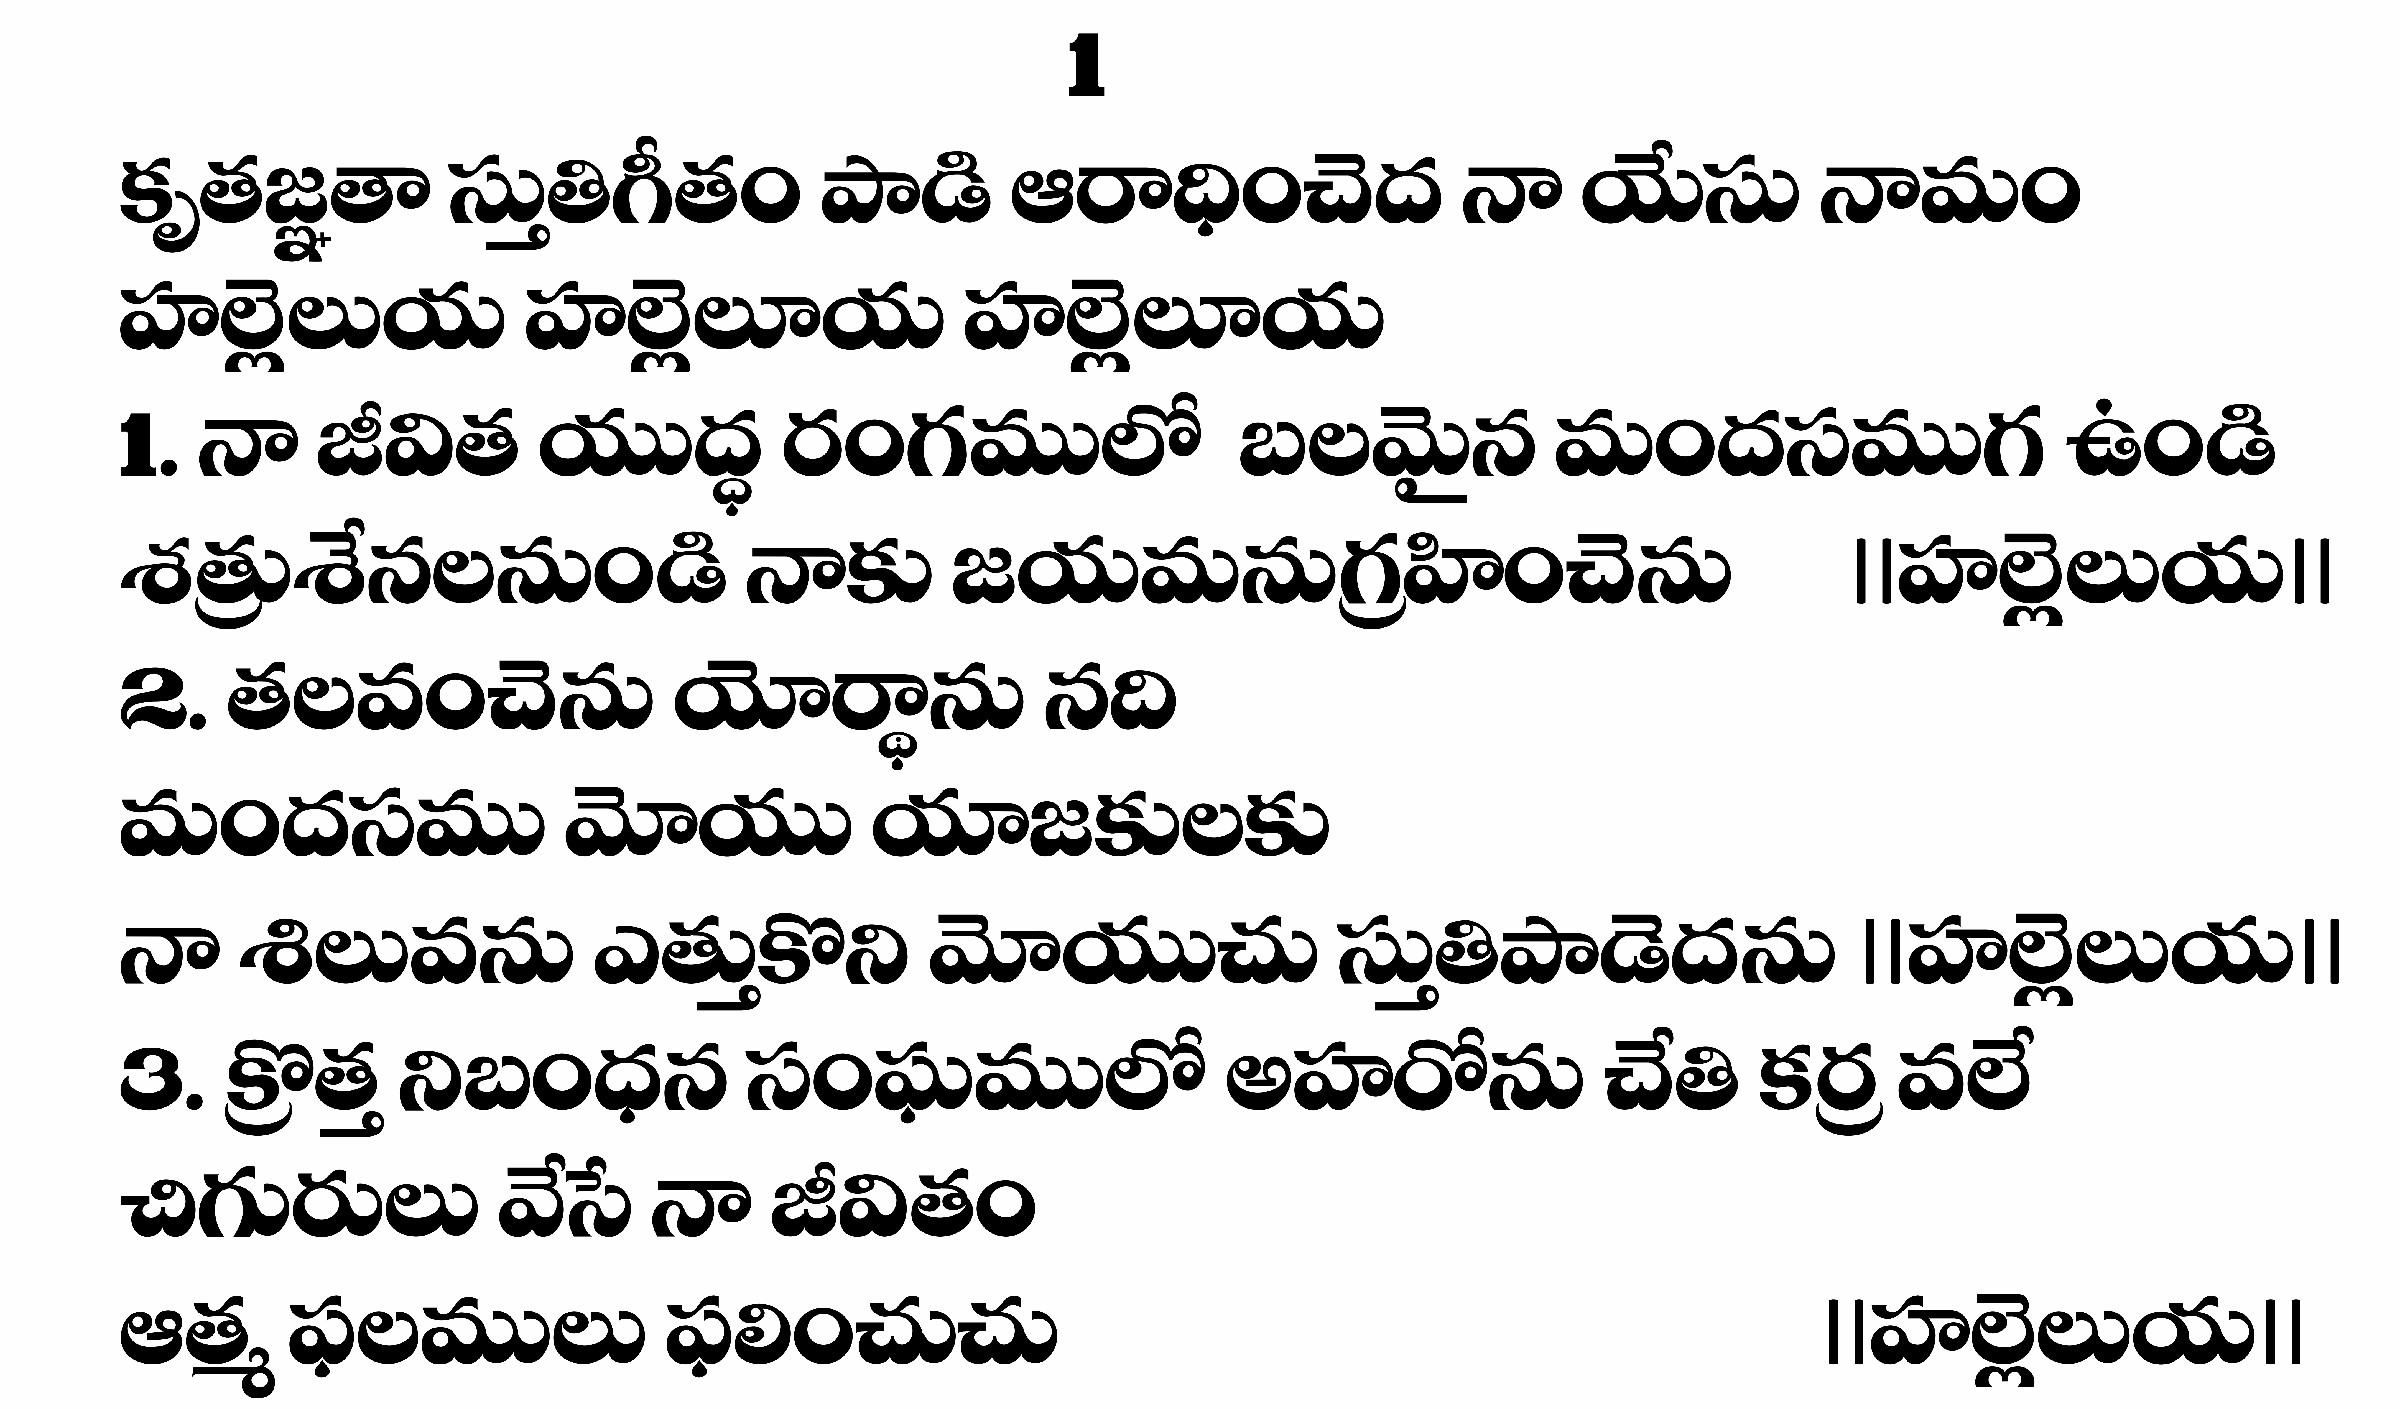 1
కృతజ్ఞతా స్తుతిగీతం పాడి ఆరాధించెద నా యేసు నామం
హల్లెలుయ హల్లెలూయ హల్లెలూయ
1. నా జీవిత యుద్ధ రంగములో బలమైన మందసముగ ఉండి
శత్రుశేనలనుండి నాకు జయమనుగ్రహించెను ||హల్లెలుయ||
2. తలవంచెను యోర్ధాను నది
మందసము మోయు యాజకులకు
నా శిలువను ఎత్తుకొని మోయుచు స్తుతిపాడెదను ||హల్లెలుయ||
3. క్రొత్త నిబంధన సంఘములో అహరోను చేతి కర్ర వలే
చిగురులు వేసే నా జీవితం
ఆత్మ ఫలములు ఫలించుచు ||హల్లెలుయ||